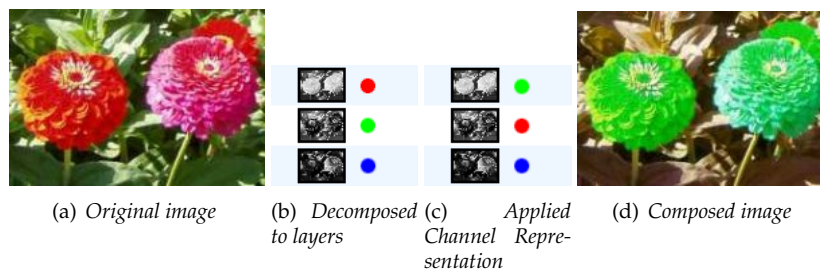 (a) Original image
(b) Decomposed
to layers
(c) Applied
Channel Repre-
sentation
(d) Composed image